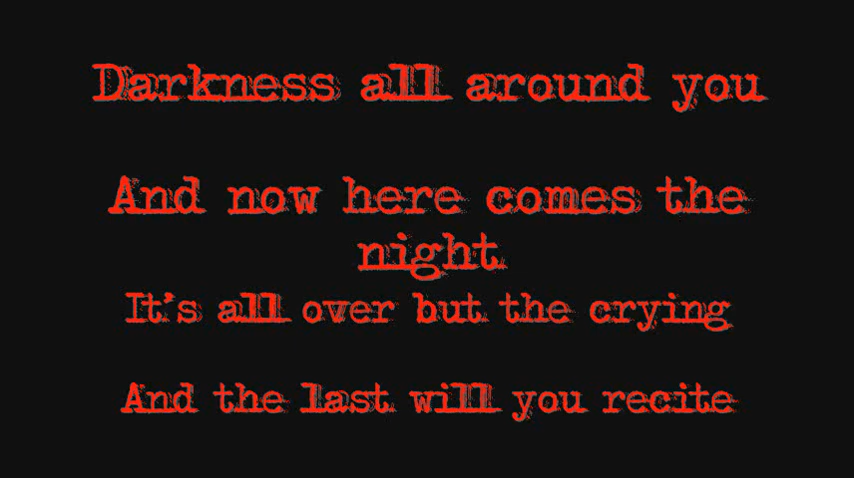 Darkness all around you
And now here comes the
night
It's all over but the crying
And the last will you recite